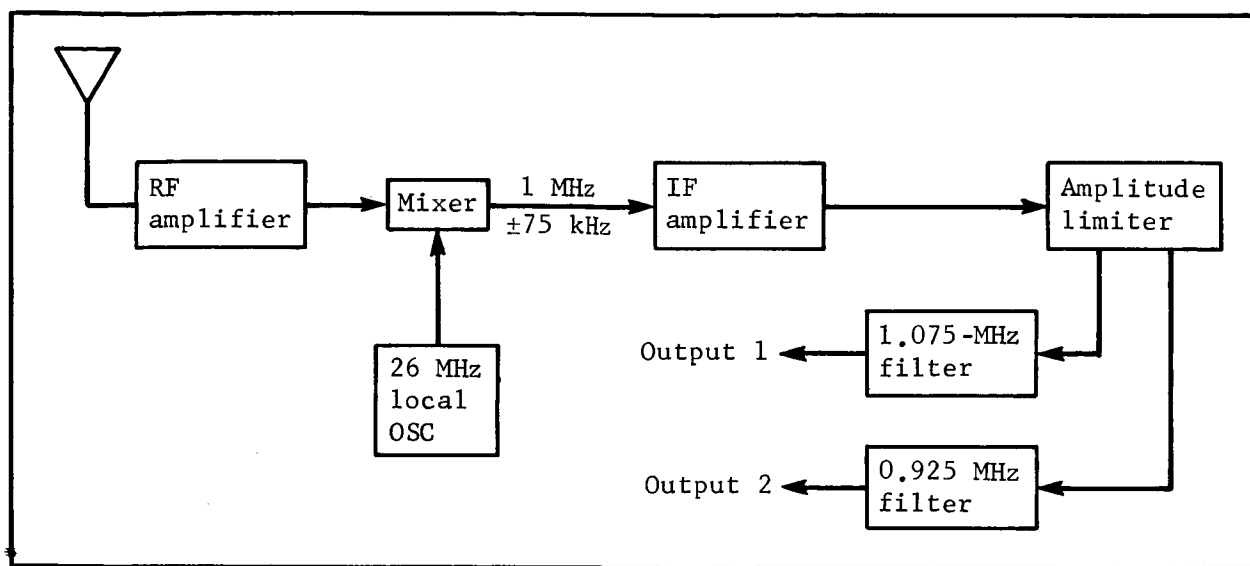 RF
amplifier
Mixer
1 MHz
±75 kHz
IF
amplifier
Amplitude
limiter
26 MHz
local
OSC
Output 1
1.075-MHz
filter
Output 2
0.925 MHz
filter